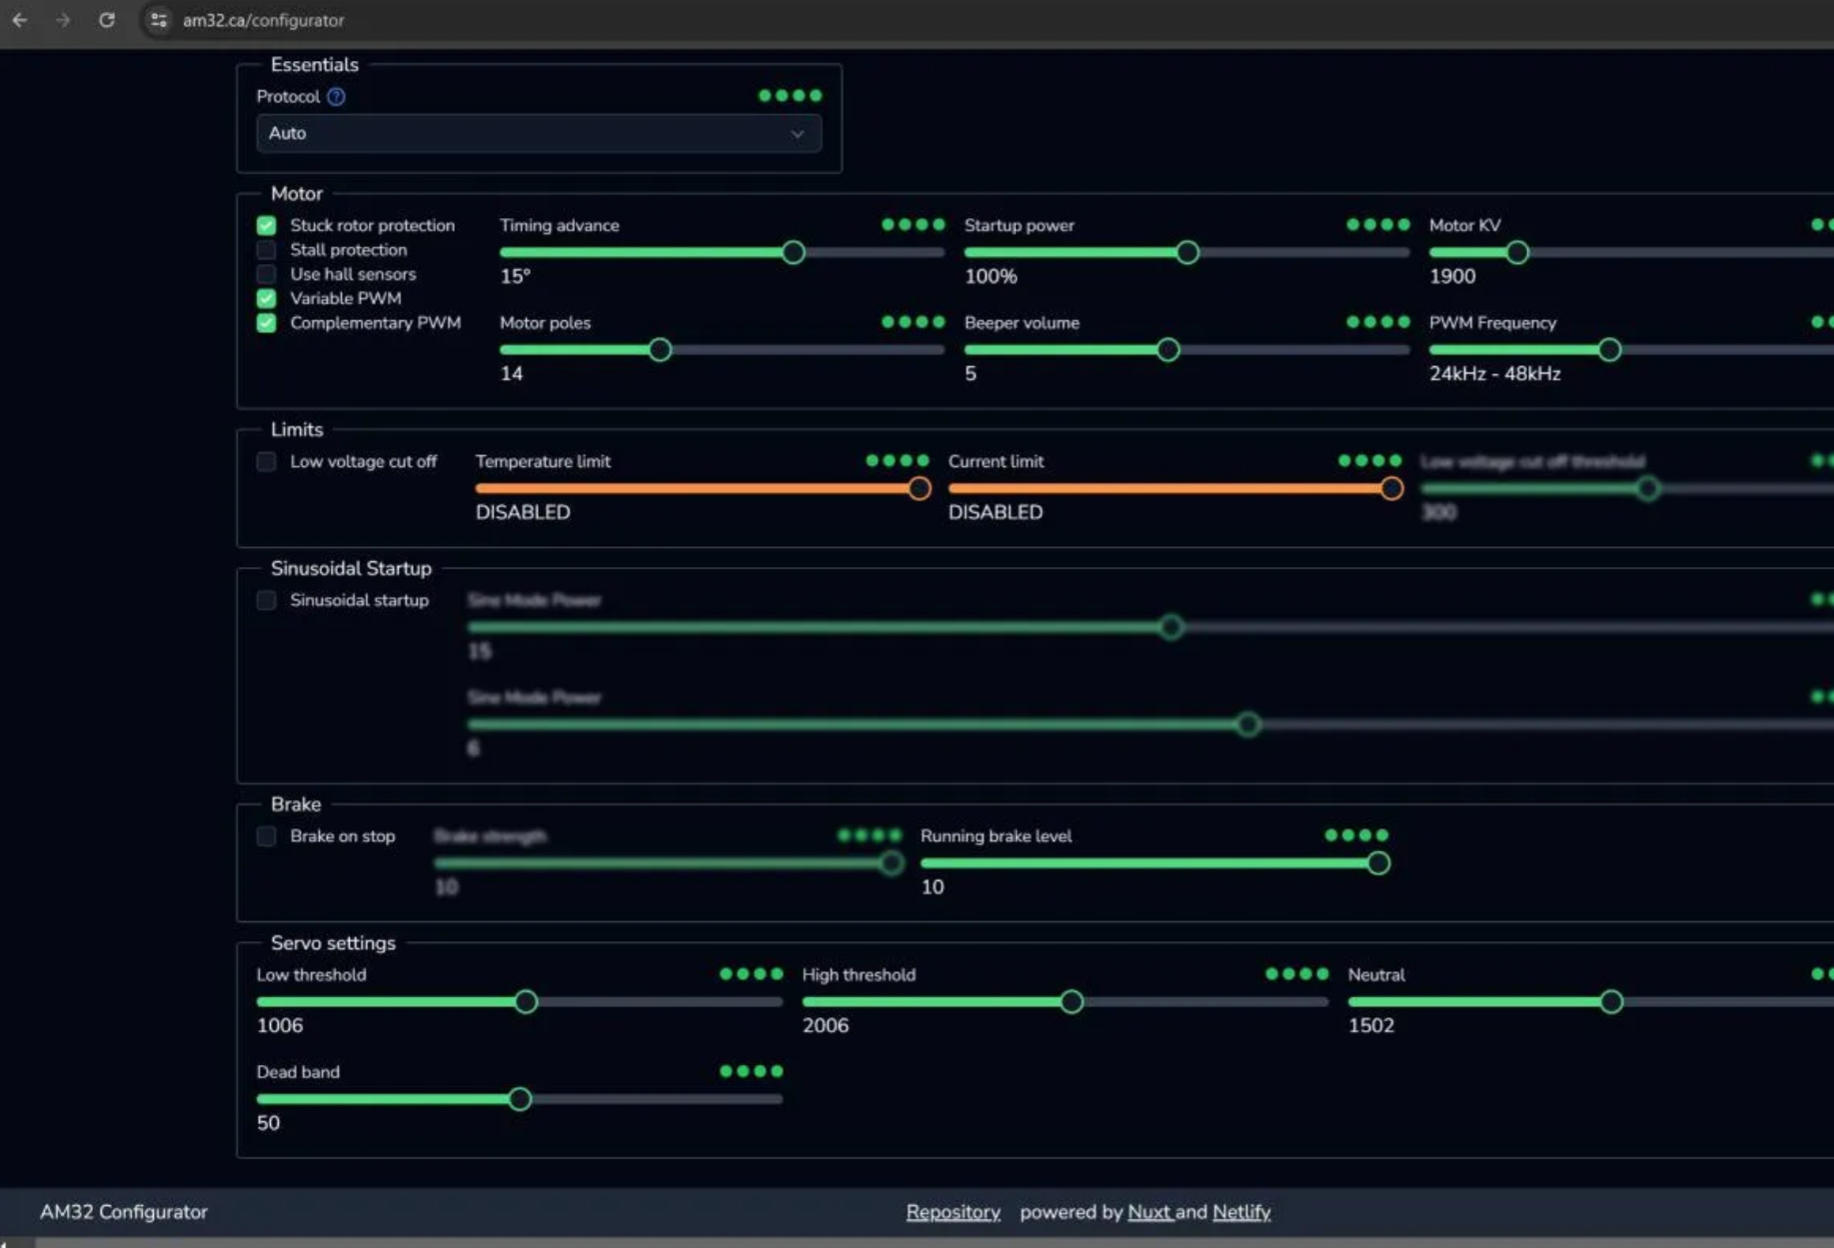 am32.ca/configurator
Essentials
Protocol ?
Auto
Motor
Stuck rotor protection
Stall protection
Use hall sensors
Variable PWM
Complementary PWM
Timing advance
15°
Startup power
100%
Motor KV
1900
Motor poles
14
Beeper volume
5
PWM Frequency
24kHz - 48kHz
Limits
Low voltage cut off
Temperature limit
DISABLED
Current limit
DISABLED
Low voltage cut off threshold
300
Sinusoidal Startup
Sinusoidal startup
Sine Mode Power
15
Sine Mode Power
6
Brake
Brake on stop
Brake strength
10
Running brake level
10
Servo settings
Low threshold
1006
High threshold
2006
Neutral
1502
Dead band
50
AM32 Configurator
Repository powered by Nuxt and Netlify